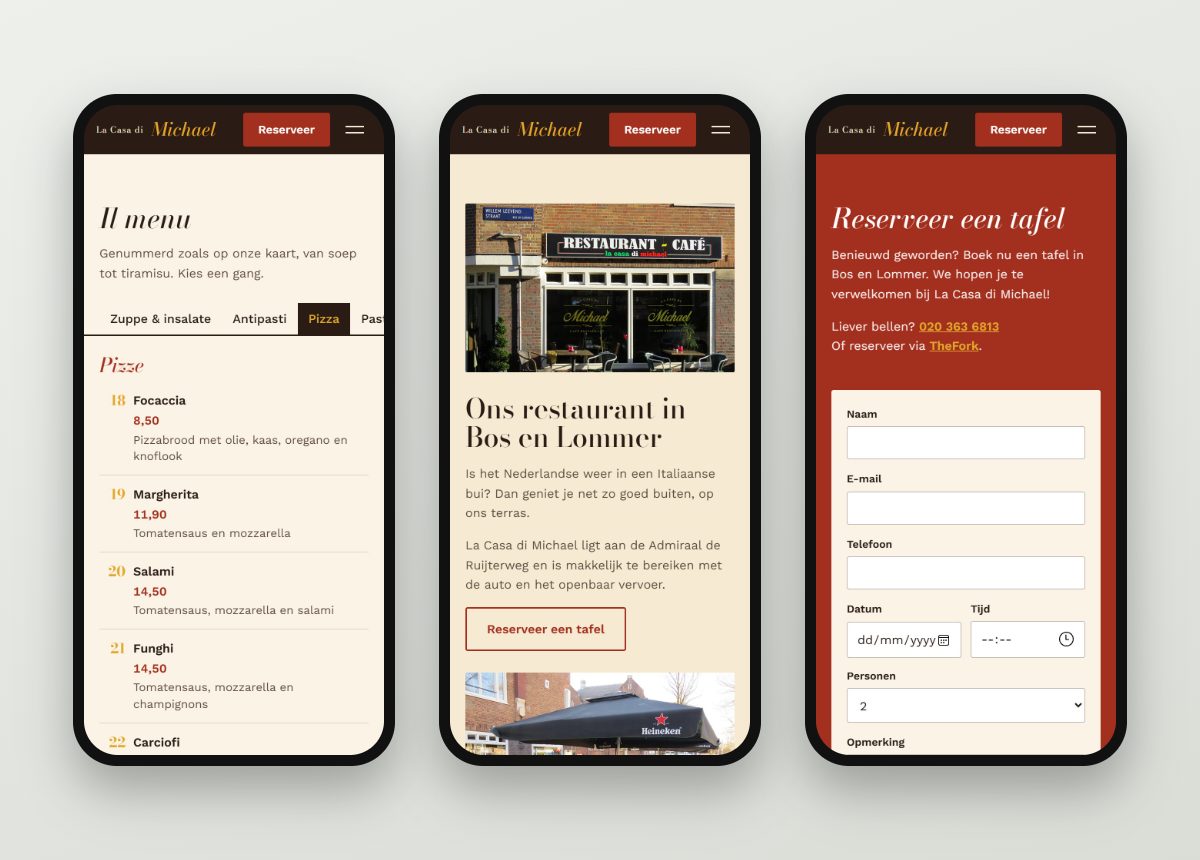 La Casa di Michael
Reserveer
Il menu
Genummerd zoals op onze kaart, van soep
tot tiramisu. Kies een gang.
Zuppe & insalate
Antipasti
Pizza
Past
Pizze
18 Focaccia
8,50
Pizzabrood met olie, kaas, oregano en
knoflook
19 Margherita
11,90
Tomatensaus en mozzarella
20 Salami
14,50
Tomatensaus, mozzarella en salami
21 Funghi
14,50
Tomatensaus, mozzarella en
champignons
22 Carciofi
La Casa di Michael
Reserveer
WILLEM LEEVEND
STRAAT
RESTAURANT - CAFÉ
la casa di michael
Michael
Michael
Ons restaurant in
Bos en Lommer
Is het Nederlandse weer in een Italiaanse
bui? Dan geniet je net zo goed buiten, op
ons terras.
La Casa di Michael ligt aan de Admiraal de
Ruijterweg en is makkelijk te bereiken met
de auto en het openbaar vervoer.
Reserveer een tafel
Heineken
La Casa di Michael
Reserveer
Reserveer een tafel
Benieuwd geworden? Boek nu een tafel in
Bos en Lommer. We hopen je te
verwelkomen bij La Casa di Michael!
Liever bellen? 020 363 6813
Of reserveer via TheFork.
Naam
E-mail
Telefoon
Datum
Tijd
dd/mm/yyyy
--:--
Personen
2
Opmerking